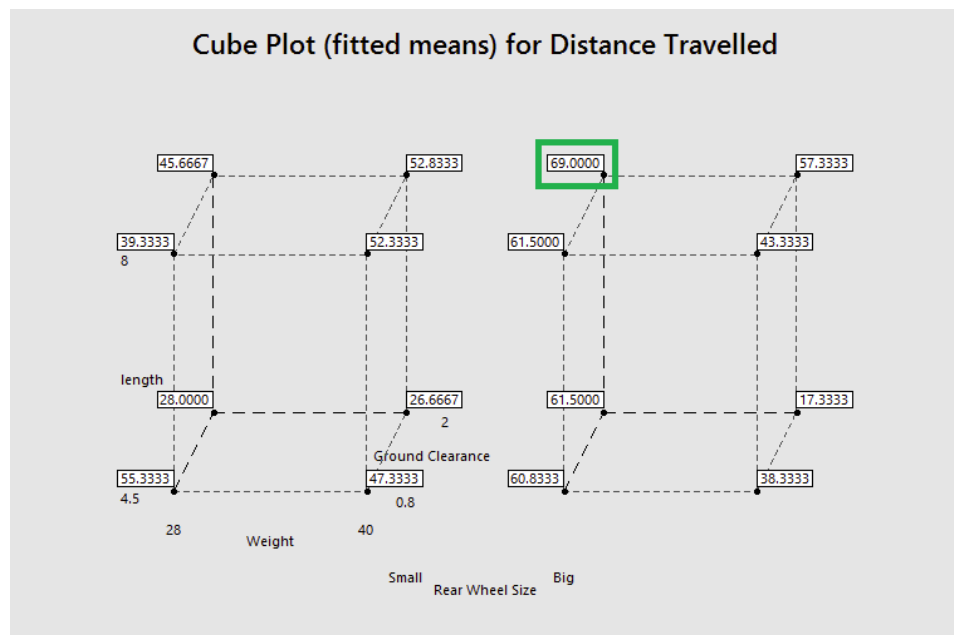 Cube Plot (fitted means) for Distance Travelled
45.6667 52.8333 69.0000 57.3333
39.3333 52.3333 61.5000 43.3333
8
length
28.0000 26.6667 61.5000 17.3333
2
Ground Clearance
55.3333 47.3333 60.8333 38.3333
4.5 0.8
28 40
Weight
Small Big
Rear Wheel Size